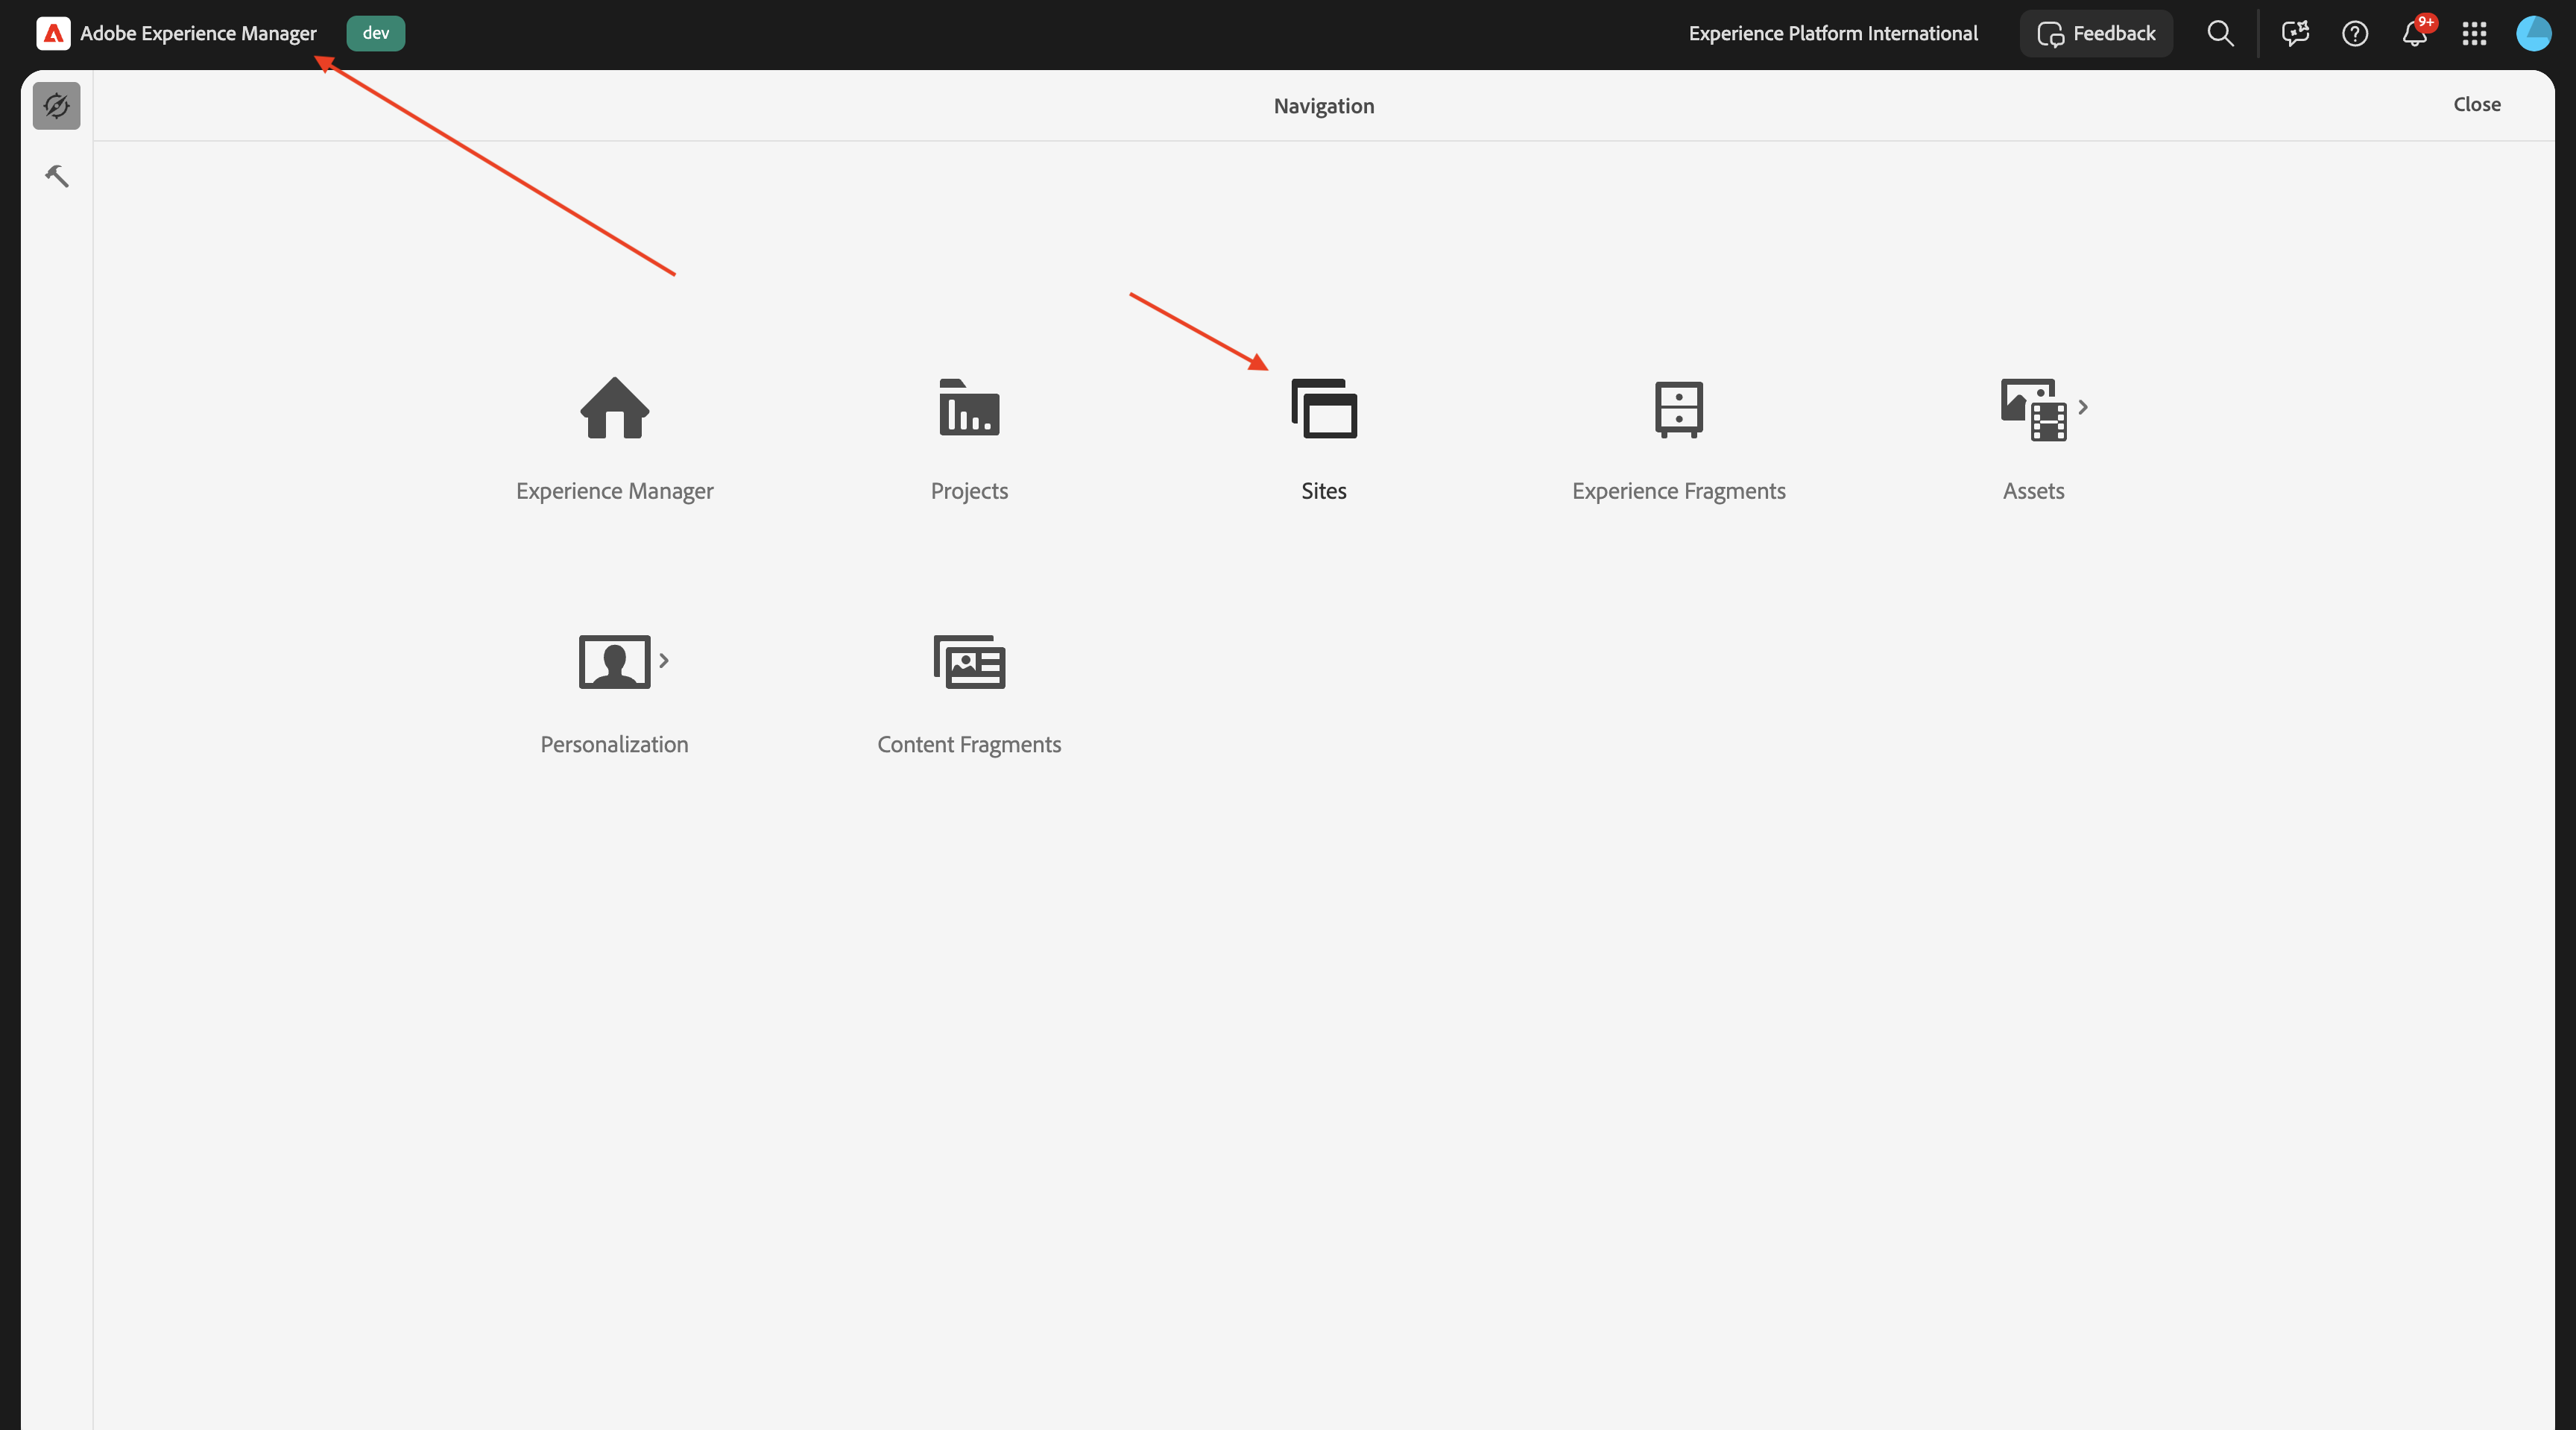 Adobe Experience Manager
dev
Experience Platform International
Feedback
9+
Navigation
Close
Experience Manager
Projects
Sites
Experience Fragments
Assets
Personalization
Content Fragments